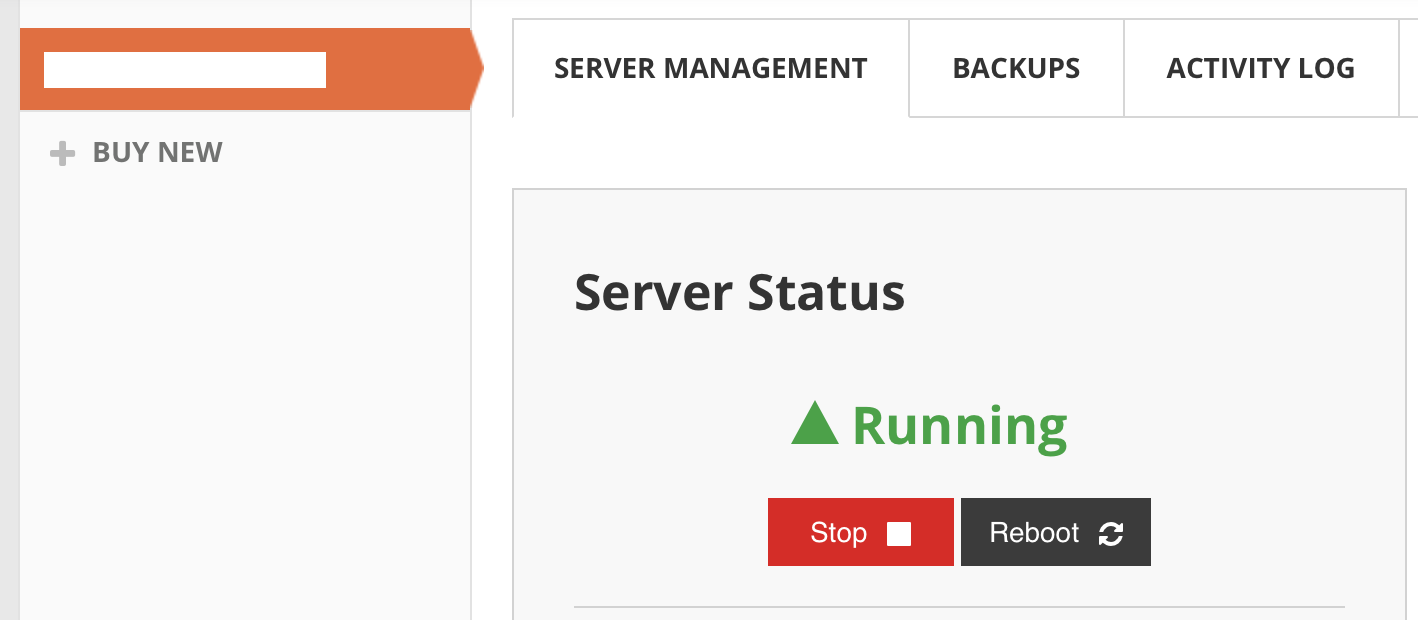 SERVER MANAGEMENT
BACKUPS
ACTIVITY LOG
BUY NEW
Server Status
Running
Stop
Reboot